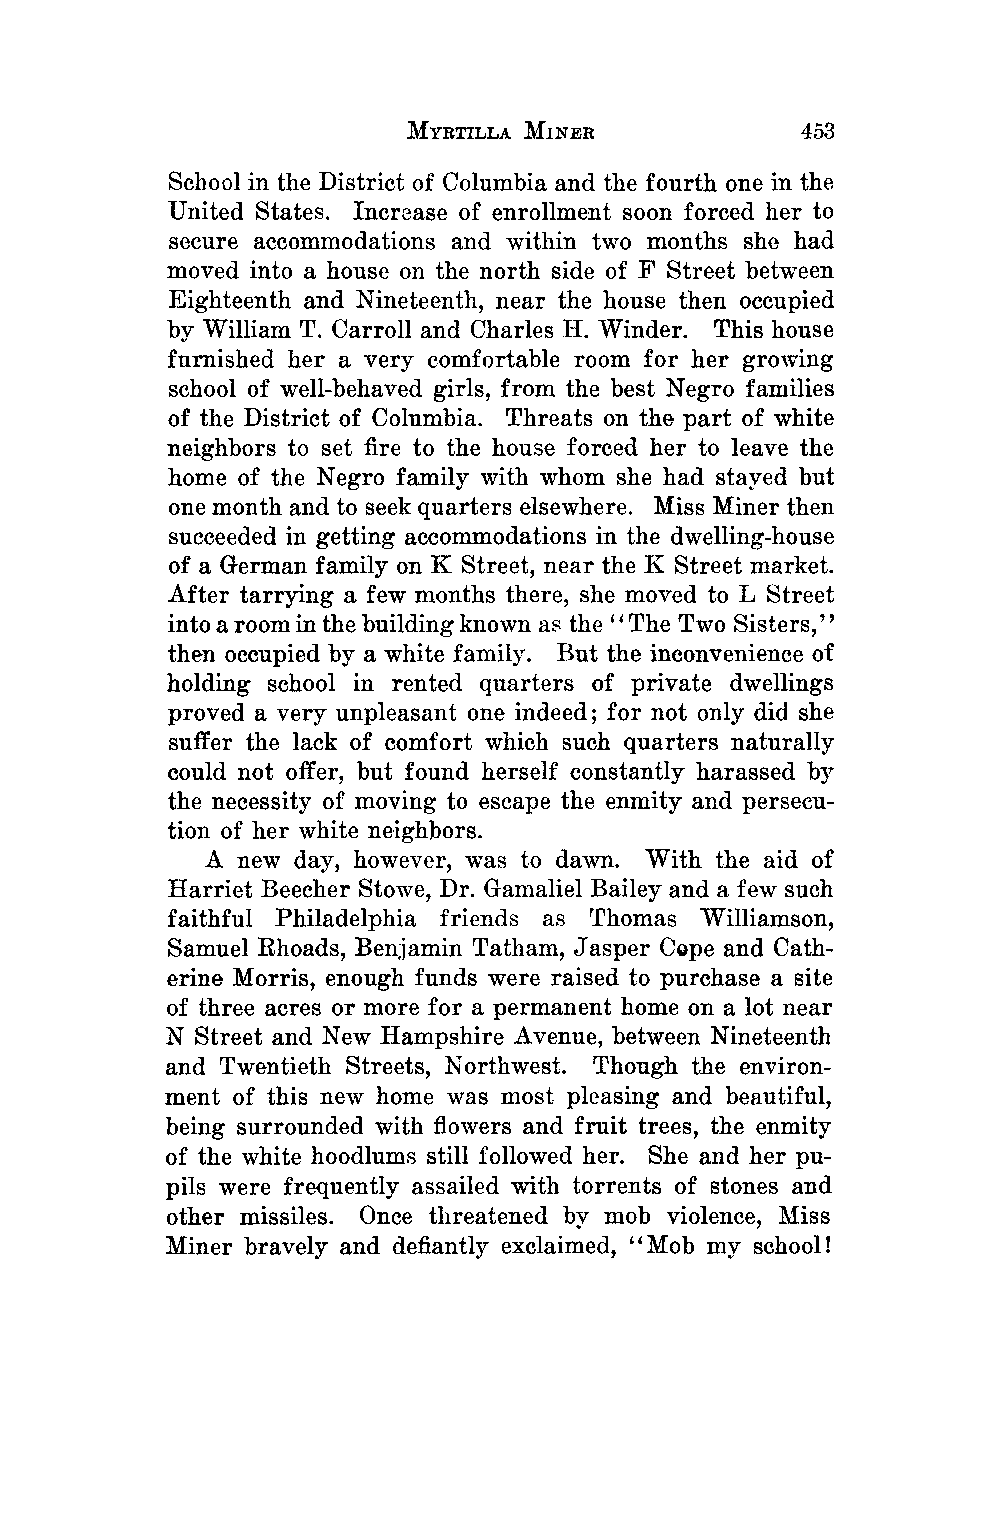 MYRTILLA MINER 453
School in the District of Columbia and the fourth one in the
United States. Increase of enrollment soon forced her to
secure accommodations and within two months she had
moved into a house on the north side of F Street between
Eighteenth and Nineteenth, near the house then occupied
by William T. Carroll and Charles H. Winder. This house
furnished her a very comfortable room for her growing
school of well-behaved girls, from the best Negro families
of the District of Columbia. Threats on the part of white
neighbors to set fire to the house forced her to leave the
home of the Negro family with whom she had stayed but
one month and to seek quarters elsewhere. Miss Miner then
succeeded in getting accommodations in the dwelling-house
of a German family on K Street, near the K Street market.
After tarrying a few months there, she moved to L Street
into a room in the building known as the "The Two Sisters,"
then occupied by a white family. But the inconvenience of
holding school in rented quarters of private dwellings
proved a very unpleasant one indeed; for not only did she
suffer the lack of comfort which such quarters naturally
could not offer, but found herself constantly harassed by
the necessity of moving to escape the enmity and persecu-
tion of her white neighbors.
A new day, however, was to dawn. With the aid of
Harriet Beecher Stowe, Dr. Gamaliel Bailey and a few such
faithful Philadelphia friends as Thomas Williamson,
Samuel Rhoads, Benjamin Tatham, Jasper Cope and Cath-
erine Morris, enough funds were raised to purchase a site
of three acres or more for a permanent home on a lot near
N Street and New Hampshire Avenue, between Nineteenth
and Twentieth Streets, Northwest. Though the environ-
ment of this new home was most pleasing and beautiful,
being surrounded with flowers and fruit trees, the enmity
of the white hoodlums still followed her. She and her pu-
pils were frequently assailed with torrents of stones and
other missiles. Once threatened by mob violence, Miss
Miner bravely and defiantly exclaimed, "Mob my school!